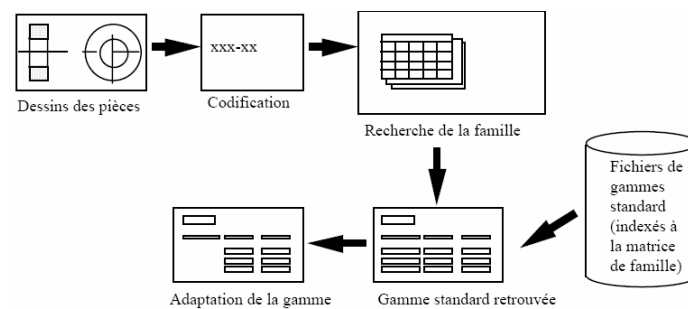 xxx-xx
Dessins des pièces
Codification
Recherche de la famille
Fichiers de
gammes
standard
(indexés à
la matrice
de famille)
Adaptation de la gamme
Gamme standard retrouvée